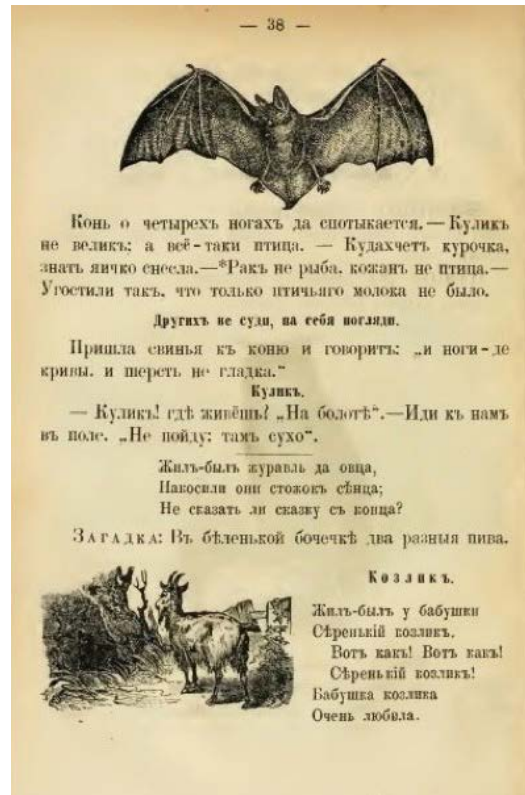 — 38 —
Конь о четырехъ ногахъ да спотыкается. — Куликъ
не великъ; а всё-таки птица. — Кудахчетъ курочка,
знать яичко снесла.—*Ракъ не рыба. кожанъ не птица.—
Угостили такъ. что только птичьяго молока не было.
Другихъ не суди, на себя погляди.
Пришла свинья къ коню и говоритъ: „и ноги-де
кривы. и шерсть не гладка.“
Куликъ.
— Куликъ! гдѣ живёшь? „На болотѣ“.—Иди къ намъ
въ поле. „Не пойду; тамъ сухо“.
Жилъ-былъ журавль да овца,
Накосили они стожокъ сѣнца;
Не сказать ли сказку съ конца?
ЗАГАДКА: Въ бѣленькой бочечкѣ два разныя пива.
Козликъ.
Жилъ-былъ у бабушки
Сѣренькій козликъ.
Вотъ какъ! Вотъ какъ!
Сѣренькій козликъ!
Бабушка козлика
Очень любила.